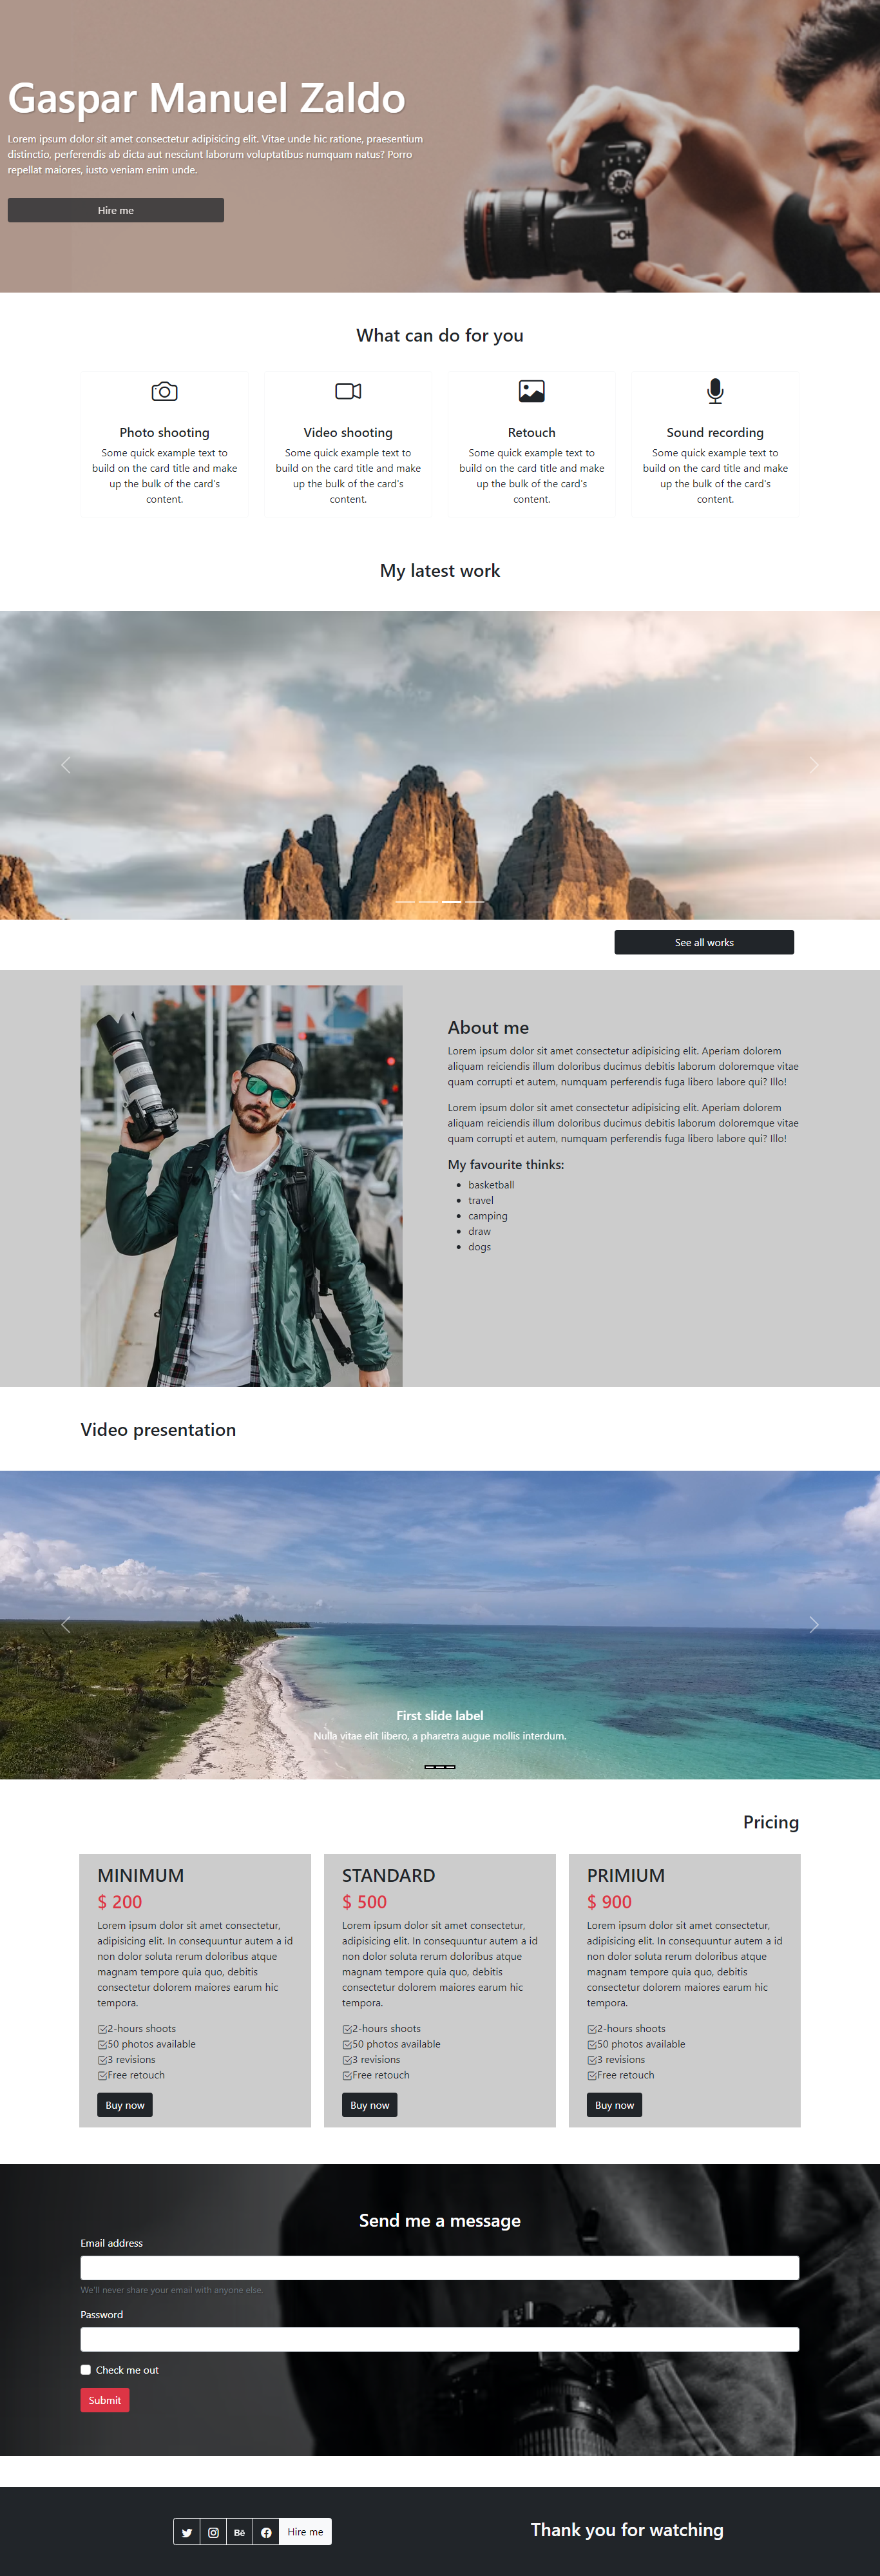 Gaspar Manuel Zaldo
Lorem ipsum dolor sit amet consectetur adipisicing elit. Vitae unde hic ratione, praesentium
distinctio, perferendis ab dicta aut nesciunt laborum voluptatibus numquam natus? Porro
repellat maiores, iusto veniam enim unde.
Hire me
What can do for you
Photo shooting
Some quick example text to
build on the card title and make
up the bulk of the card's
content.
Video shooting
Some quick example text to
build on the card title and make
up the bulk of the card's
content.
Retouch
Some quick example text to
build on the card title and make
up the bulk of the card's
content.
Sound recording
Some quick example text to
build on the card title and make
up the bulk of the card's
content.
My latest work
See all works
About me
Lorem ipsum dolor sit amet consectetur adipisicing elit. Aperiam dolorem
aliquam reiciendis illum doloribus ducimus debitis laborum doloremque vitae
quam corrupti et autem, numquam perferendis fuga libero labore qui? Illo!
Lorem ipsum dolor sit amet consectetur adipisicing elit. Aperiam dolorem
aliquam reiciendis illum doloribus ducimus debitis laborum doloremque vitae
quam corrupti et autem, numquam perferendis fuga libero labore qui? Illo!
My favourite thinks:
basketball
travel
camping
draw
dogs
Video presentation
First slide label
Nulla vitae elit libero, a pharetra augue mollis interdum.
Pricing
MINIMUM
$ 200
Lorem ipsum dolor sit amet consectetur,
adipisicing elit. In consequuntur autem a id
non dolor soluta rerum doloribus atque
magnam tempore quia quo, debitis
consectetur dolorem maiores earum hic
tempora.
2-hours shoots
50 photos available
3 revisions
Free retouch
Buy now
STANDARD
$ 500
Lorem ipsum dolor sit amet consectetur,
adipisicing elit. In consequuntur autem a id
non dolor soluta rerum doloribus atque
magnam tempore quia quo, debitis
consectetur dolorem maiores earum hic
tempora.
2-hours shoots
50 photos available
3 revisions
Free retouch
Buy now
PRIMIUM
$ 900
Lorem ipsum dolor sit amet consectetur,
adipisicing elit. In consequuntur autem a id
non dolor soluta rerum doloribus atque
magnam tempore quia quo, debitis
consectetur dolorem maiores earum hic
tempora.
2-hours shoots
50 photos available
3 revisions
Free retouch
Buy now
Send me a message
Email address
We'll never share your email with anyone else.
Password
Check me out
Submit
Bē
Hire me
Thank you for watching